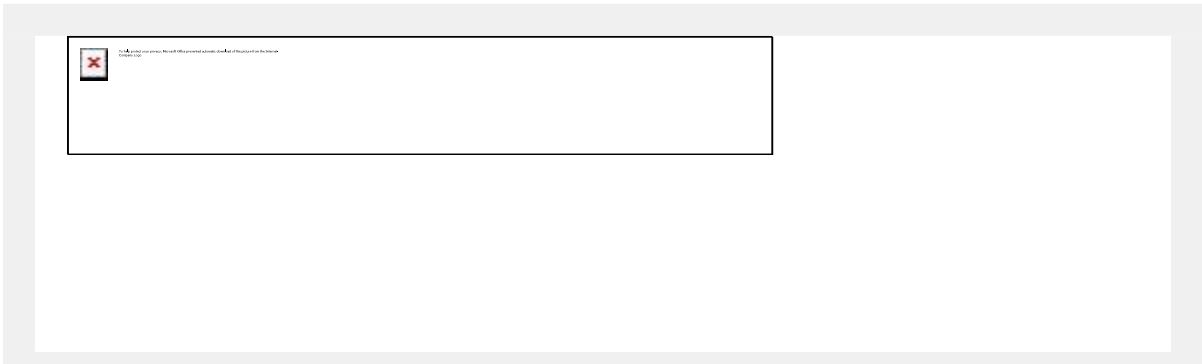 To help protect your privacy, Microsoft Office prevented automatic download of this picture from the Internet.
Company Logo